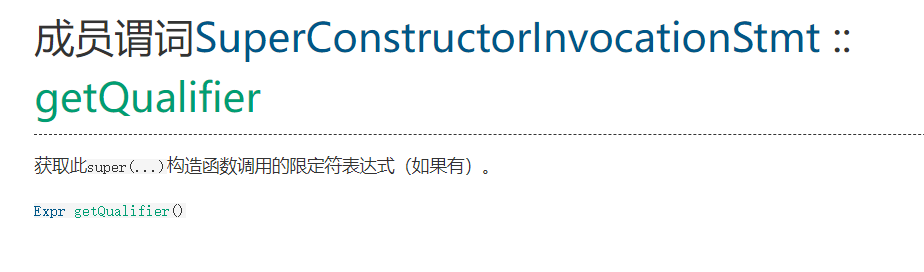 成员谓词SuperConstructorInvocationStmt ::
getQualifier
获取此super(...)构造函数调用的限定符表达式（如果有）。
Expr getQualifier()